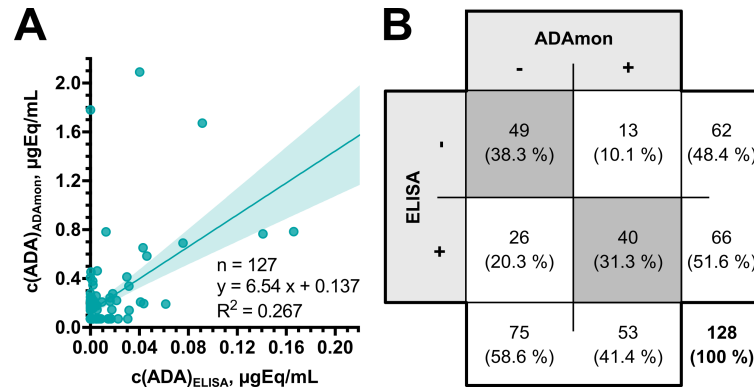 A
c(ADA)ADAmon, µgEq/mL
2.0
1.6
1.2
0.8
0.4
0.0
n = 127
y = 6.54 x + 0.137
R² = 0.267
0.00 0.04 0.08 0.12 0.16 0.20
c(ADA)ELISA, µgEq/mL
B
ADAmon
- +
ELISA
- 49 13 62
(38.3 %) (10.1 %) (48.4 %)
+ 26 40 66
(20.3 %) (31.3 %) (51.6 %)
75 53 128
(58.6 %) (41.4 %) (100 %)